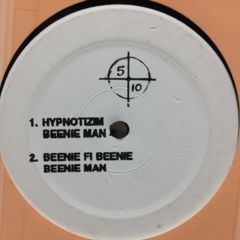 5
10
1. HYPNOTIZIM
BEENIE MAN
2. BEENIE FI BEENIE
BEENIE MAN